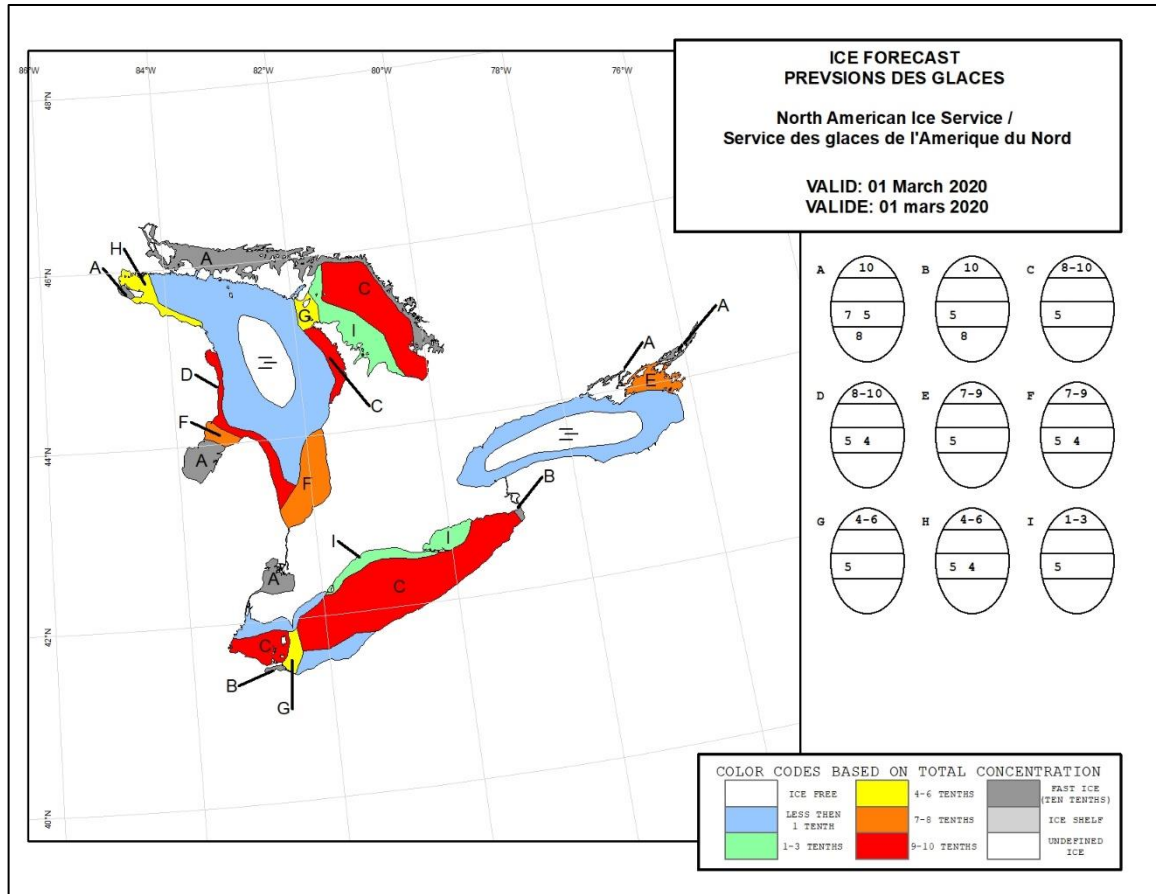 ICE FORECAST
PREVSIONS DES GLACES
North American Ice Service /
Service des glaces de l'Amerique du Nord
VALID: 01 March 2020
VALIDE: 01 mars 2020
86°W 84°W 82°W 80°W 78°W 76°W
48°N
46°N
44°N
42°N
40°N
H
A
A
C
G
I
D
C
F
A
F
A
A
E
B
I
I
A
C
C
B
G
A 10
7 5
8
B 10
5
8
C 8-10
5
D 8-10
5 4
E 7-9
5
F 7-9
5 4
G 4-6
5
H 4-6
5 4
I 1-3
5
COLOR CODES BASED ON TOTAL CONCENTRATION
ICE FREE
LESS THEN
1 TENTH
1-3 TENTHS
4-6 TENTHS
7-8 TENTHS
9-10 TENTHS
FAST ICE
(TEN TENTHS)
ICE SHELF
UNDEFINED
ICE